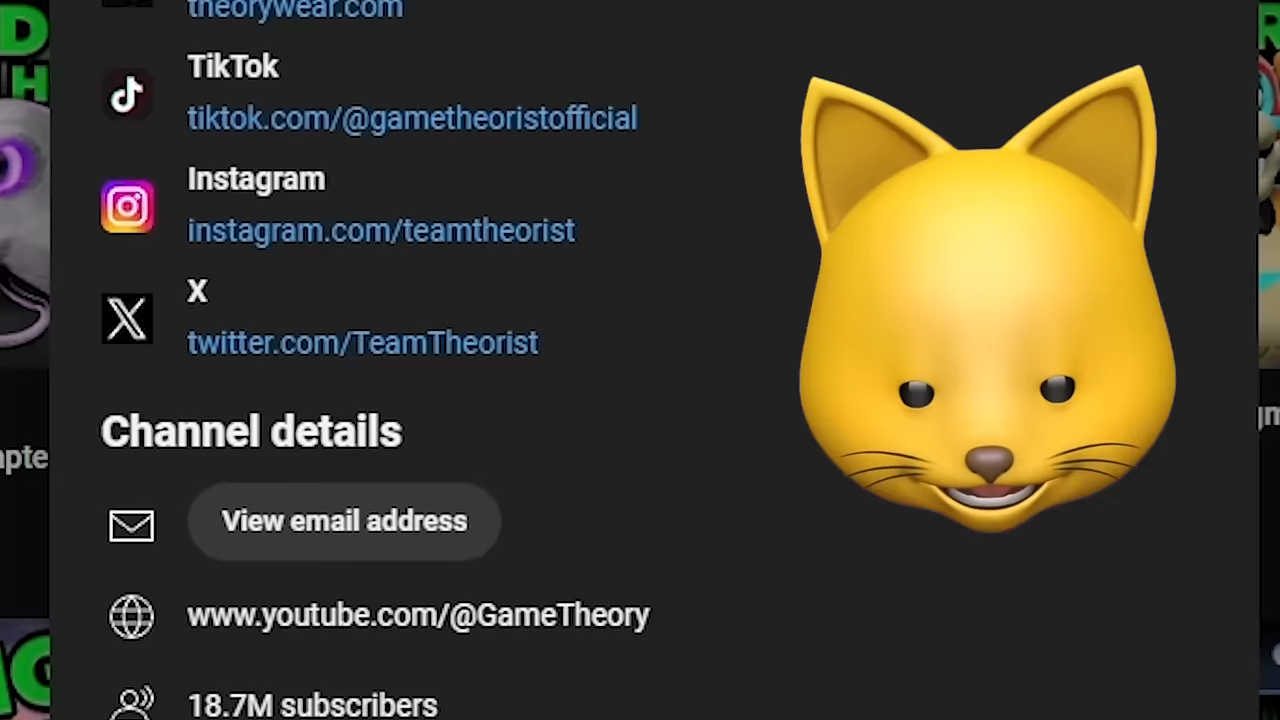 theorywear.com
TikTok
tiktok.com/@gametheoristofficial
Instagram
instagram.com/teamtheorist
X
twitter.com/TeamTheorist
Channel details
View email address
www.youtube.com/@GameTheory
18.7M subscribers